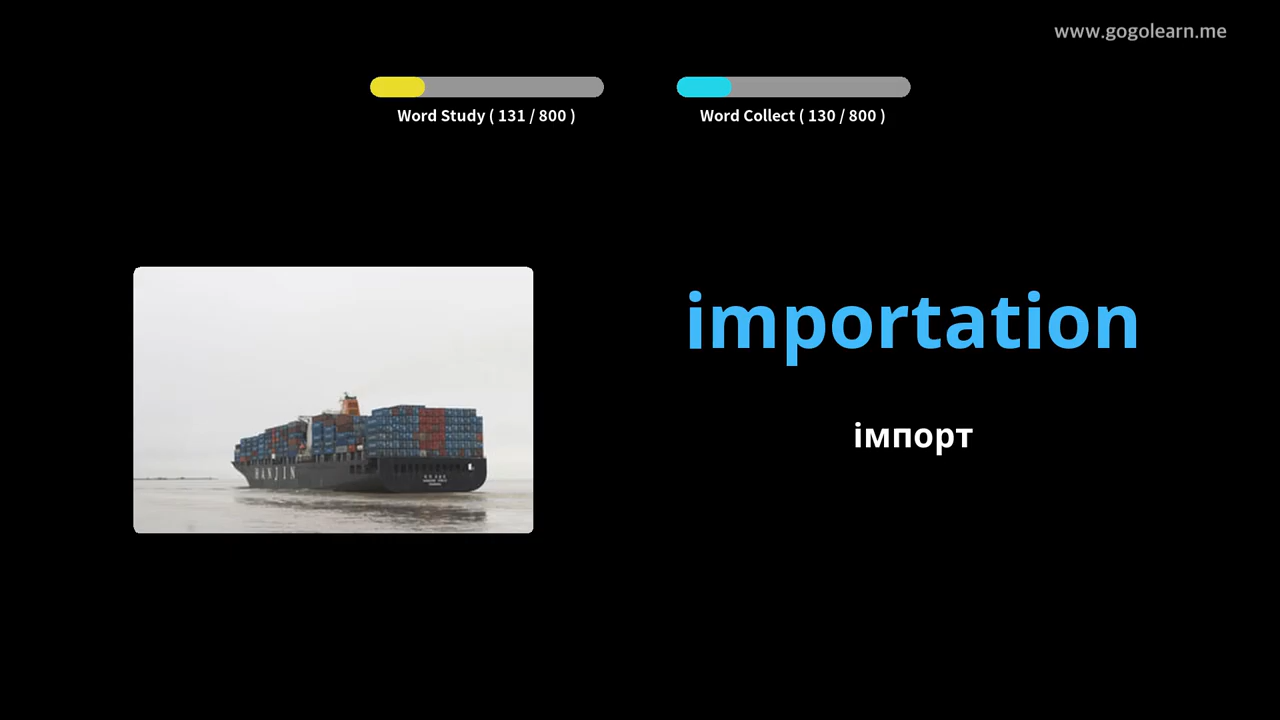 www.gogolearn.me
Word Study ( 131 / 800 )
Word Collect ( 130 / 800 )
importation
імпорт
HANJIN